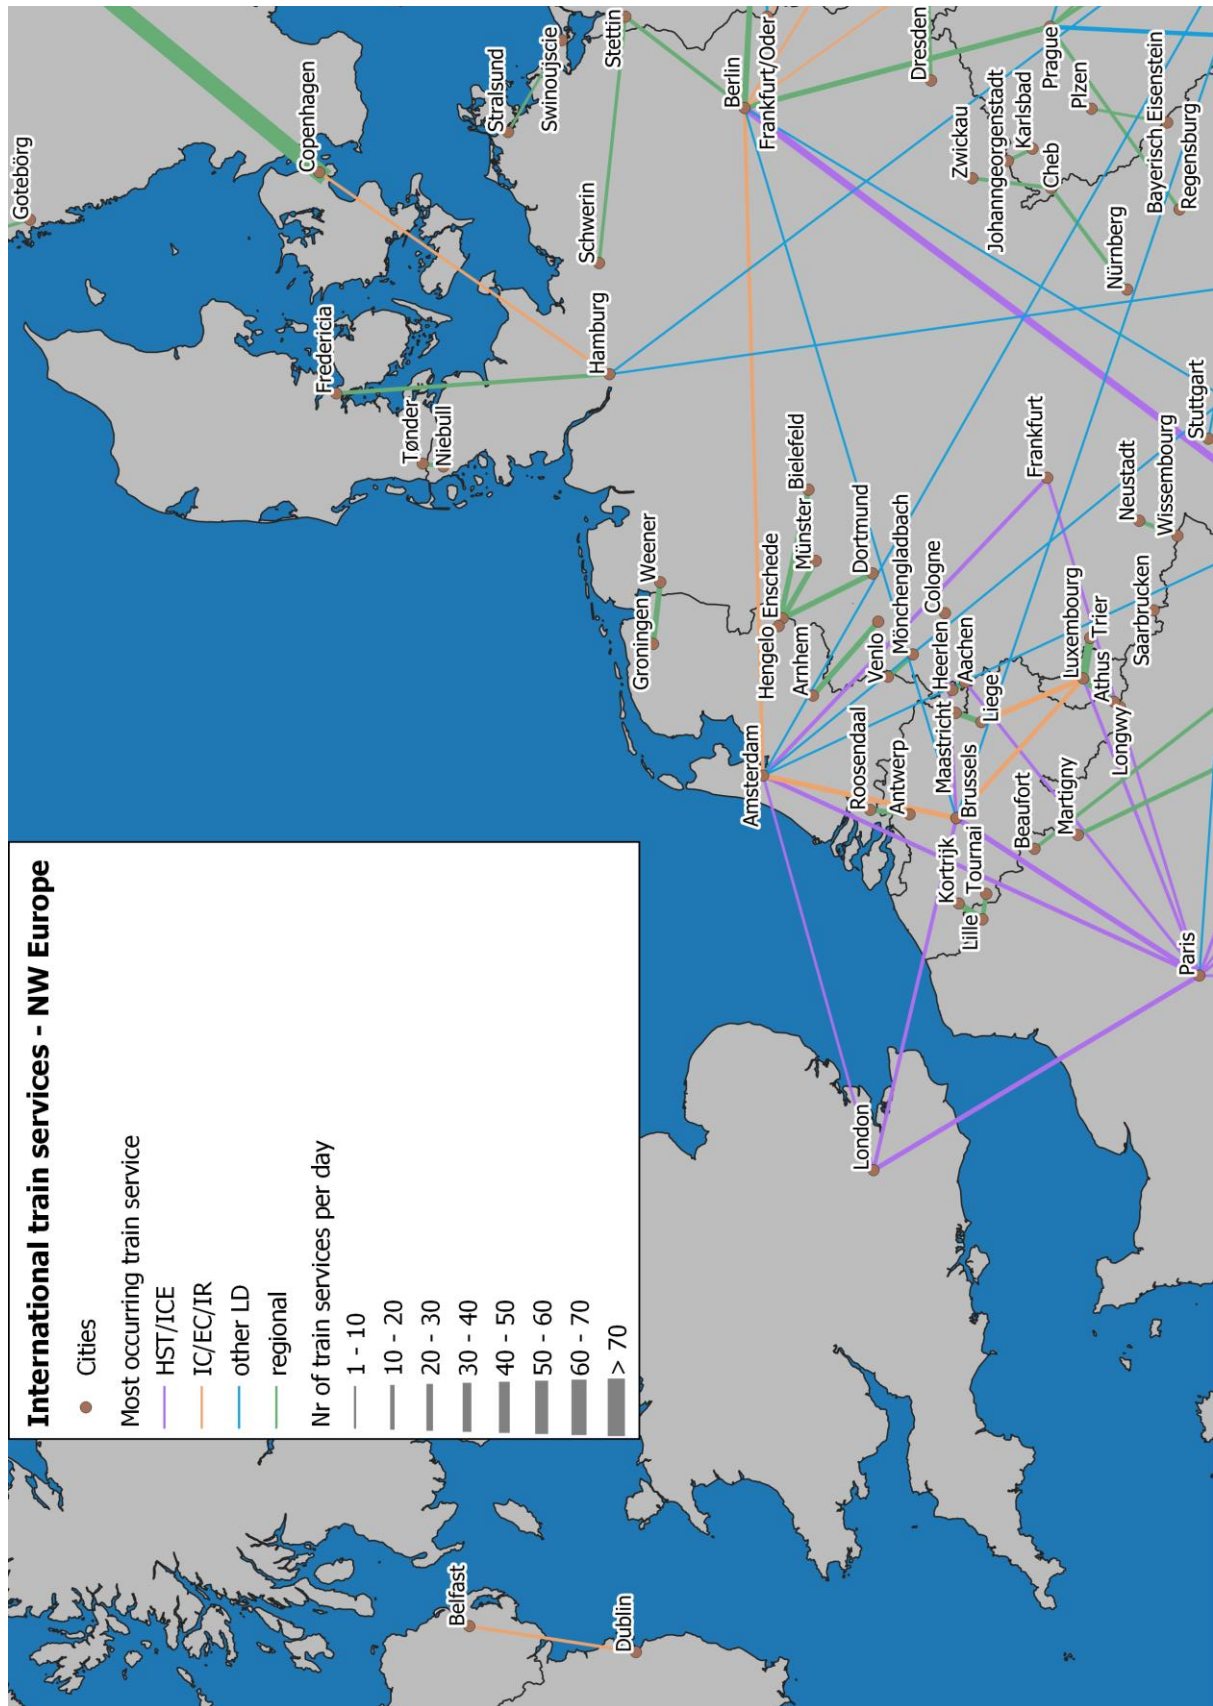 International train services - NW Europe
Cities
Most occurring train service
HST/ICE
IC/EC/IR
other LD
regional
Nr of train services per day
1 - 10
10 - 20
20 - 30
30 - 40
40 - 50
50 - 60
60 - 70
> 70
Gotebörg
Copenhagen
Fredericia
Tønder
Niebüll
Belfast
Dublin
Stralsund
Swinoujscie
Stettin
Schwerin
Hamburg
Groningen
Weener
Berlin
Frankfurt/Oder
Amsterdam
Hengelo
Enschede
Arnhem
Münster
Bielefeld
Dortmund
London
Roosendaal
Antwerp
Venlo
Mönchengladbach
Cologne
Dresden
Kortrijk
Lille
Tournai
Brussels
Maastricht
Liege
Heerlen
Aachen
Zwickau
Johanngeorgenstadt
Karlsbad
Cheb
Prague
Plzen
Beaufort
Martigny
Luxembourg
Athus
Trier
Longwy
Frankfurt
Neustadt
Wissembourg
Saarbrucken
Nürnberg
Bayerisch Eisenstein
Regensburg
Paris
Stuttgart